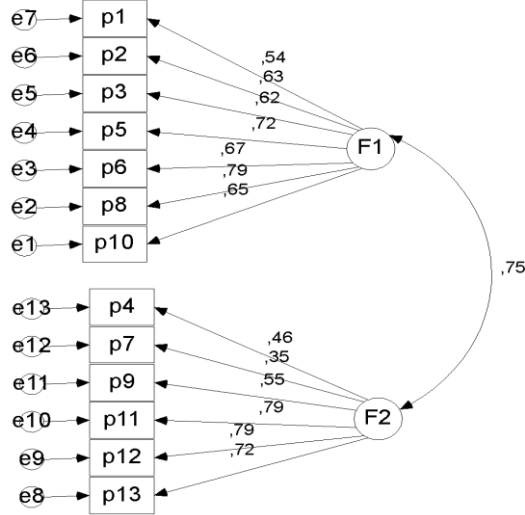 e7 p1
e6 p2
,54
,63
e5 p3
,62
e4 p5
,72
F1
,67
e3 p6
,79
e2 p8
,65
e1 p10
,75
e13 p4
,46
e12 p7
,35
e11 p9
,55
,79
e10 p11
F2
,79
e9 p12
,72
e8 p13